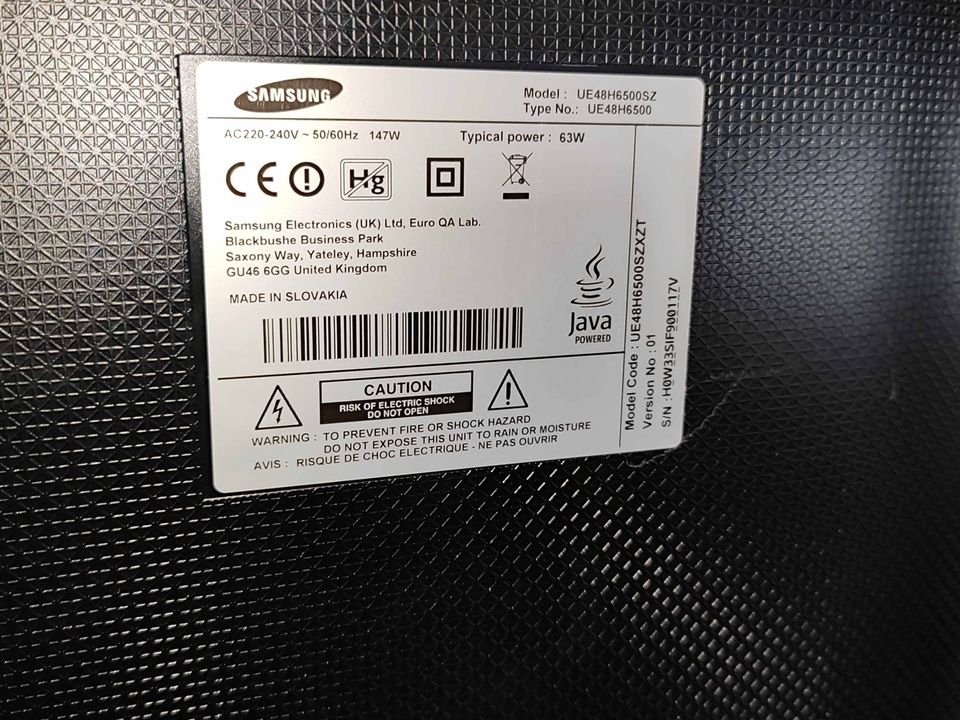 SAMSUNG
Model : UE48H6500SZ
Type No.: UE48H6500
AC220-240V ~ 50/60Hz 147W
Typical power : 63W
CE
Hg
Samsung Electronics (UK) Ltd, Euro QA Lab.
Blackbushe Business Park
Saxony Way, Yateley, Hampshire
GU46 6GG United Kingdom
MADE IN SLOVAKIA
Java
POWERED
CAUTION
RISK OF ELECTRIC SHOCK
DO NOT OPEN
WARNING : TO PREVENT FIRE OR SHOCK HAZARD
DO NOT EXPOSE THIS UNIT TO RAIN OR MOISTURE
AVIS : RISQUE DE CHOC ELECTRIQUE - NE PAS OUVRIR
Model Code : UE48H6500SZXZT
Version No : 01
S/N : H0W33SIF900117V